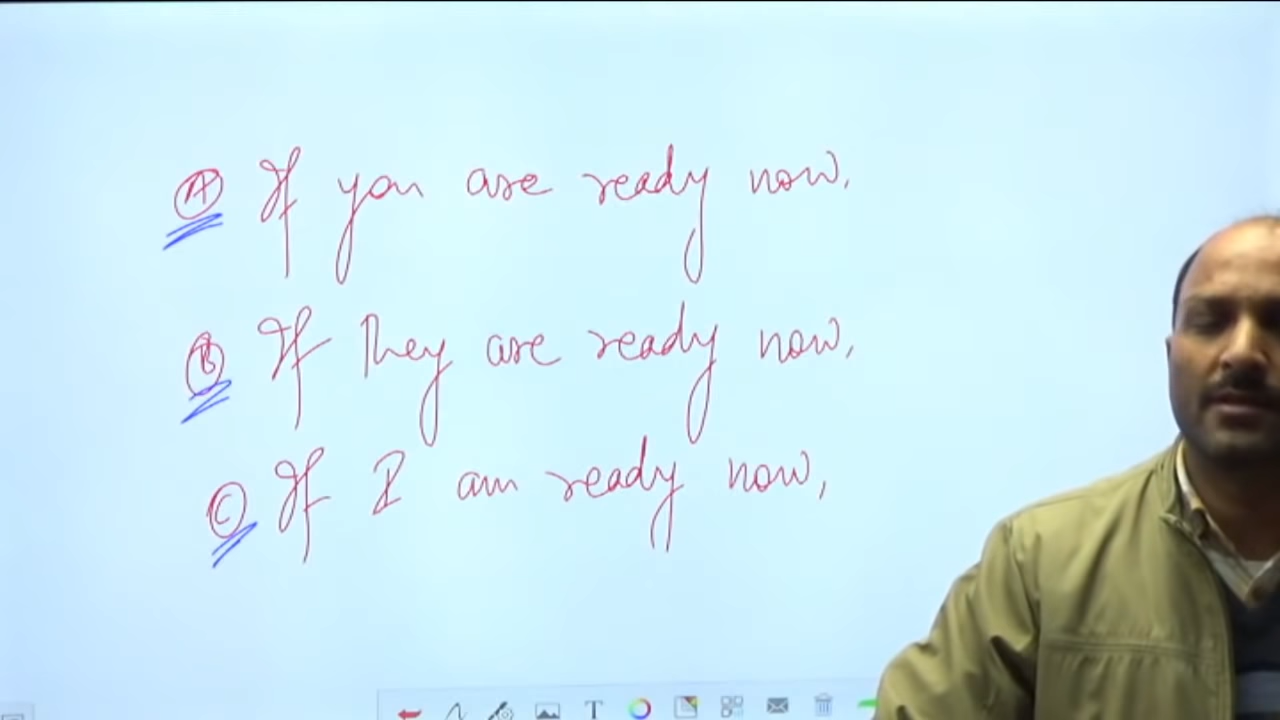 A If you are ready now,
B If they are ready now,
C If I am ready now,
T